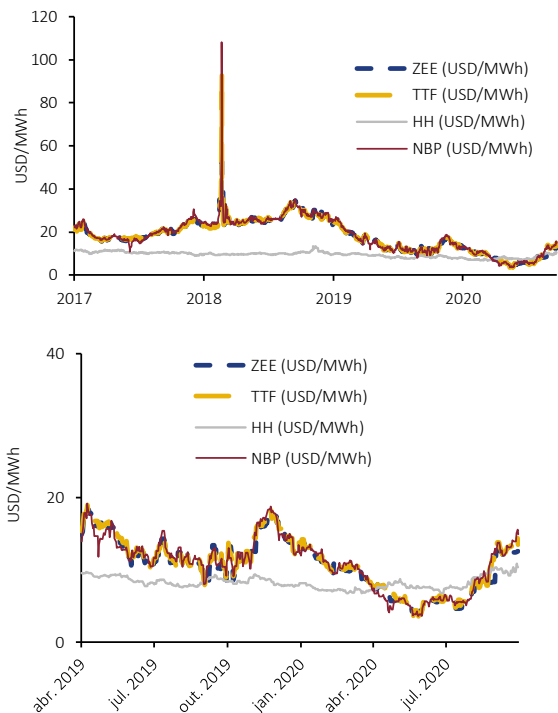 120
100
80
60
40
20
0
USD/MWh
ZEE (USD/MWh)
TTF (USD/MWh)
HH (USD/MWh)
NBP (USD/MWh)
2017 2018 2019 2020
40
20
0
USD/MWh
ZEE (USD/MWh)
TTF (USD/MWh)
HH (USD/MWh)
NBP (USD/MWh)
abr. 2019 jul. 2019 out. 2019 jan. 2020 abr. 2020 jul. 2020